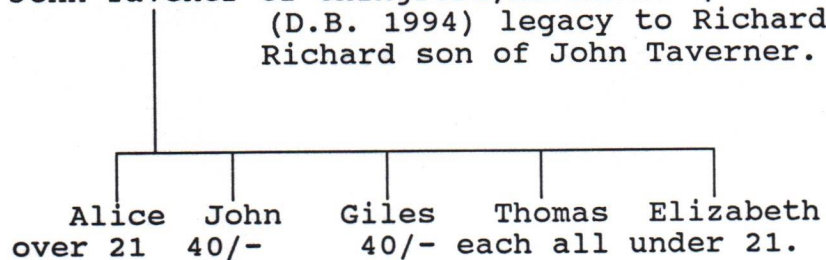 (D.B. 1994) legacy to Richard
Richard son of John Taverner.
Alice John Giles Thomas Elizabeth
over 21 40/- 40/- each all under 21.